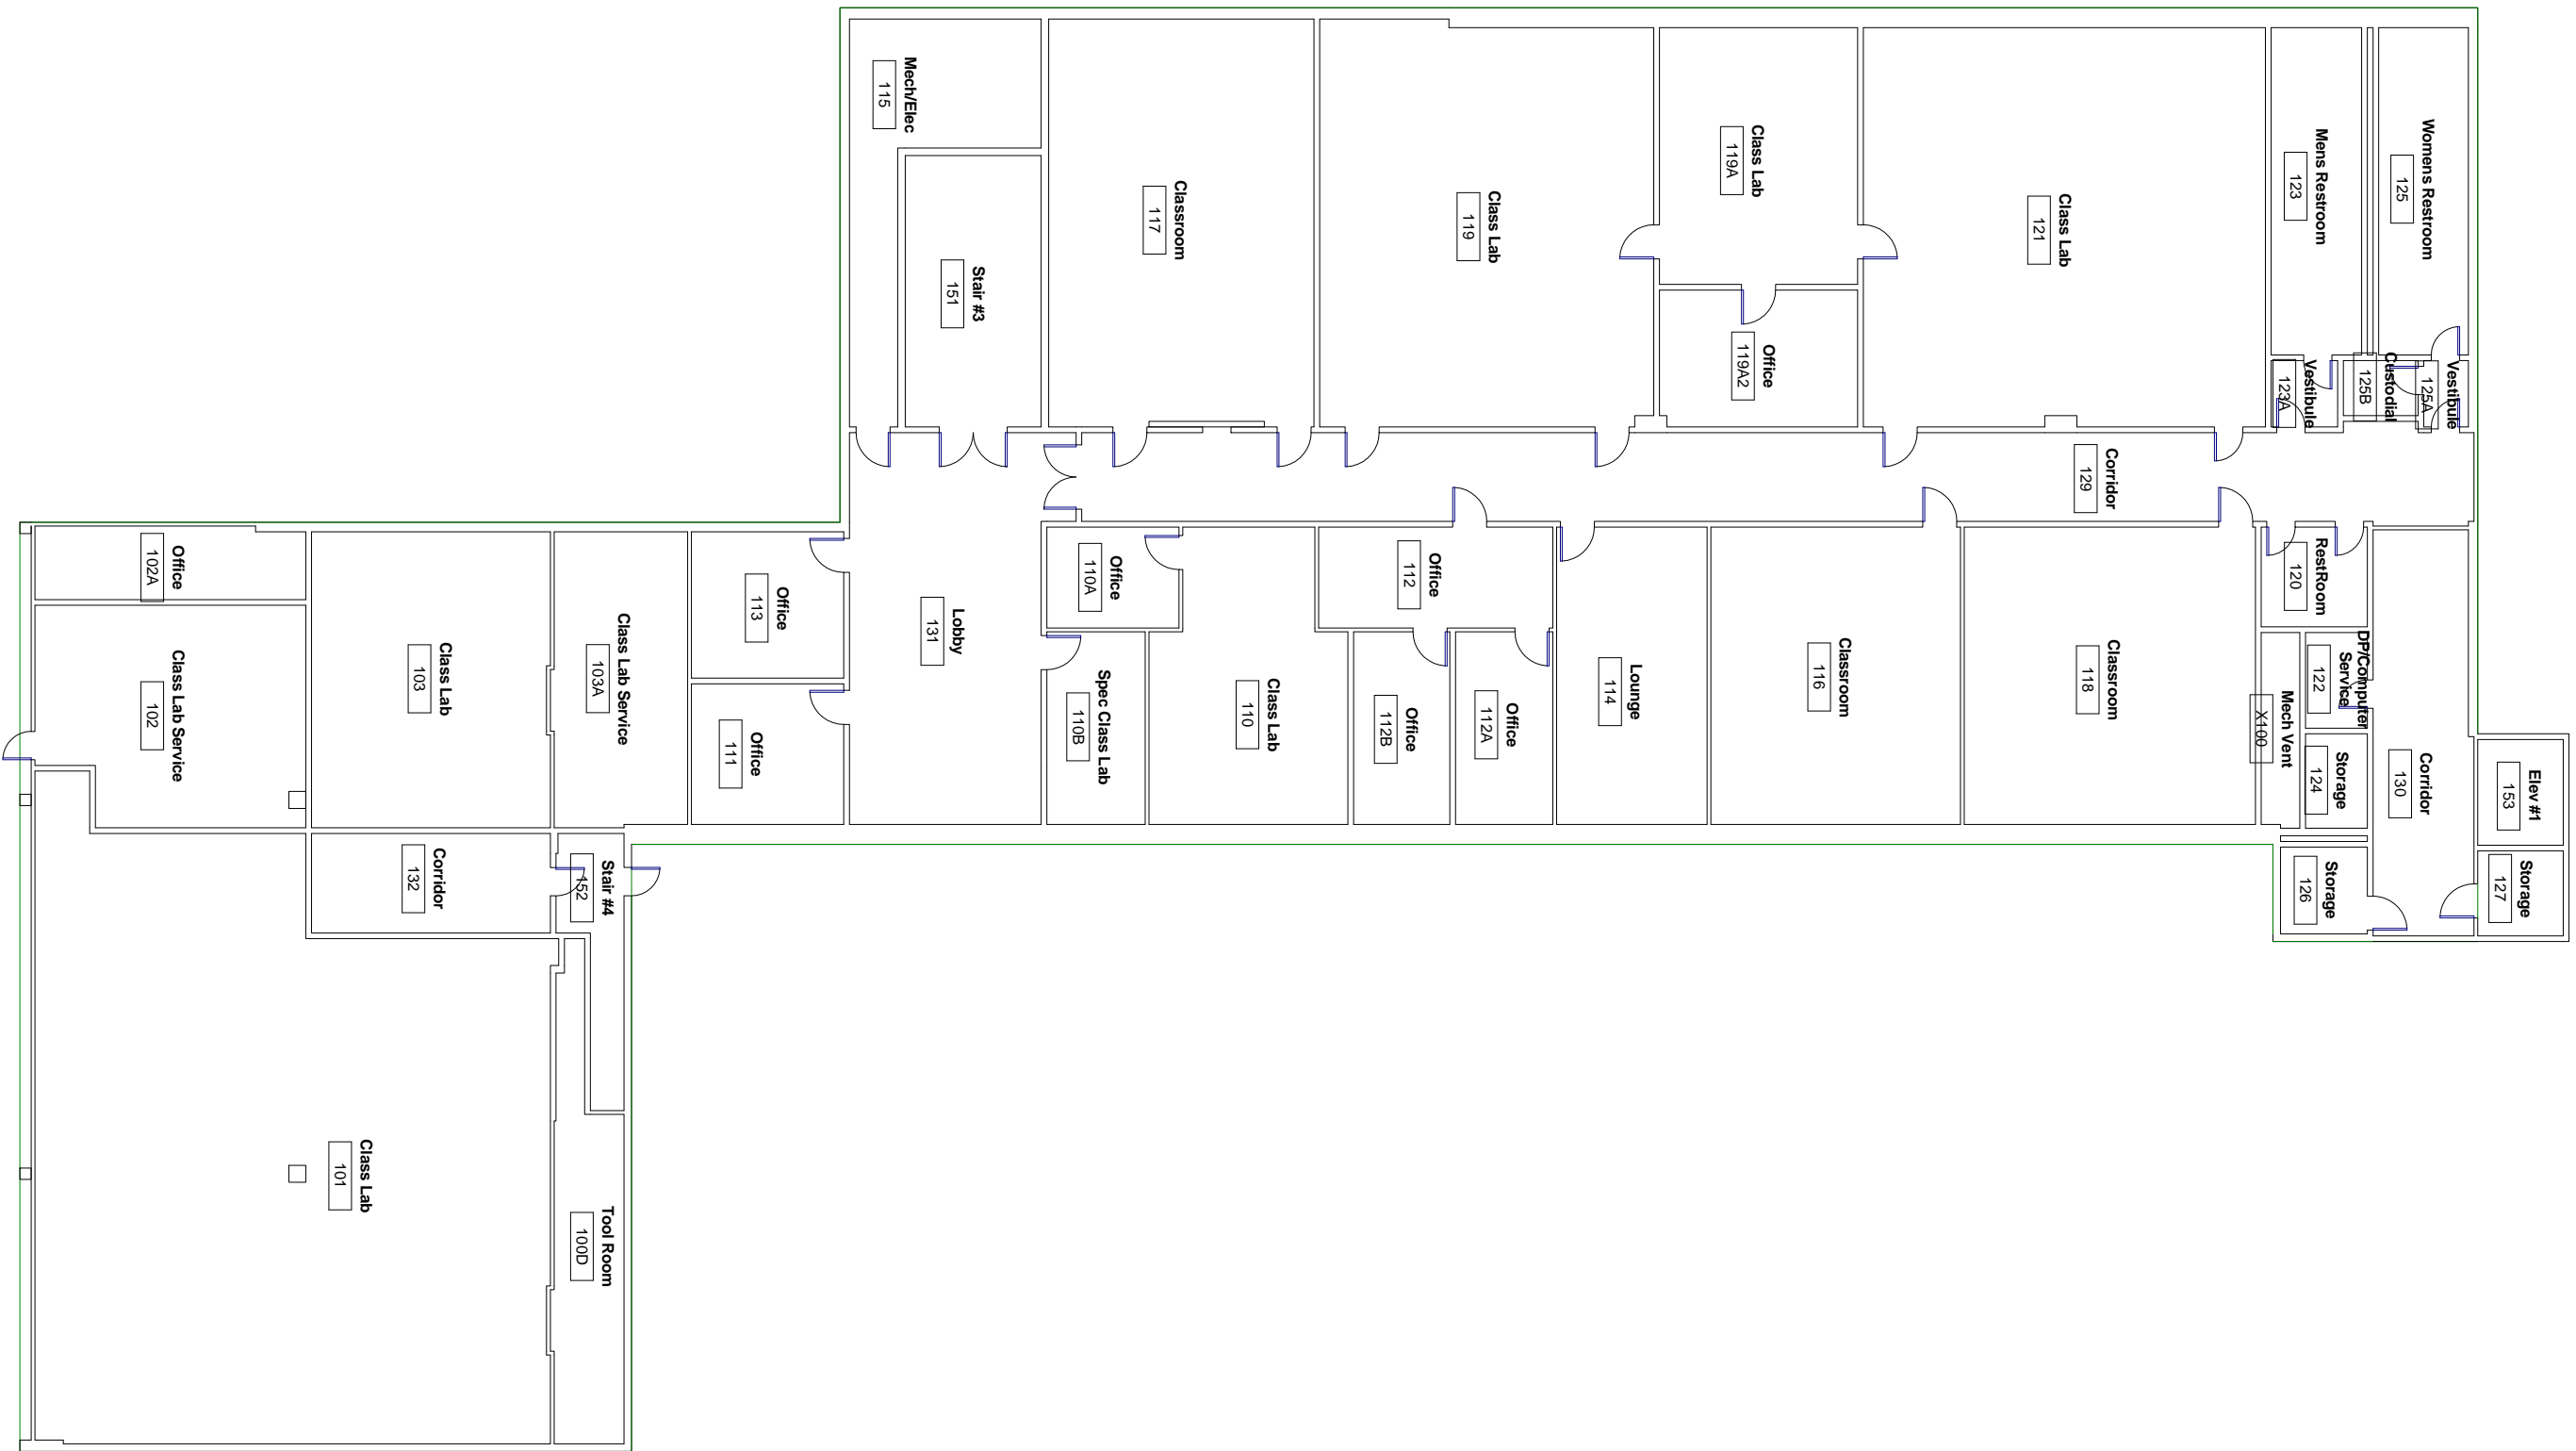 Mech/Elec
115
Stair #3
151
Classroom
117
Class Lab
119
Class Lab
119A
Office
119A2
Class Lab
121
Mens Restroom
123
Womens Restroom
125
Vestibule
123A
Custodial
125B
Vestibule
125A
Corridor
129
Office
102A
Class Lab Service
102
Class Lab
103
Class Lab Service
103A
Office
113
Office
111
Lobby
131
Office
110A
Spec Class Lab
110B
Class Lab
110
Office
112
Office
112B
Office
112A
Lounge
114
Classroom
116
Classroom
118
RestRoom
120
DP/Computer
Service
122
Mech Vent
X100
Storage
124
Corridor
130
Elev #1
153
Storage
126
Storage
127
Corridor
132
Stair #4
152
Class Lab
101
Tool Room
100D